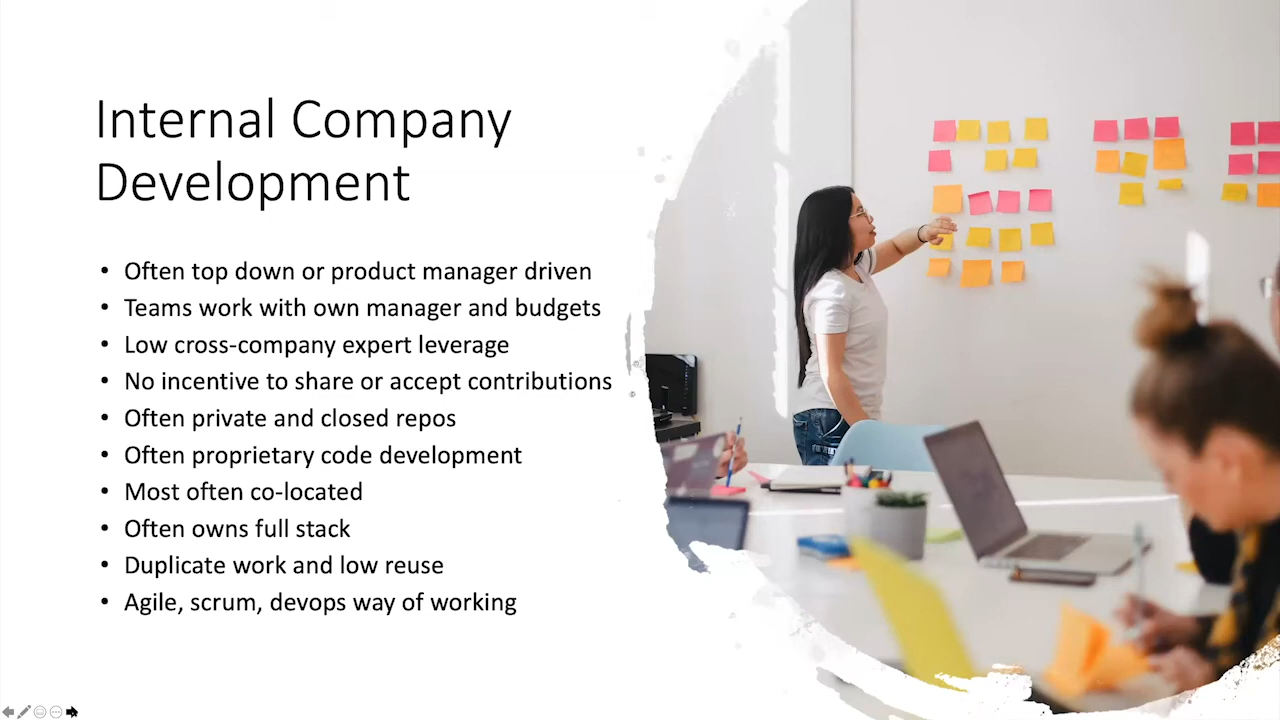 Internal Company
Development
• Often top down or product manager driven
• Teams work with own manager and budgets
• Low cross-company expert leverage
• No incentive to share or accept contributions
• Often private and closed repos
• Often proprietary code development
• Most often co-located
• Often owns full stack
• Duplicate work and low reuse
• Agile, scrum, devops way of working